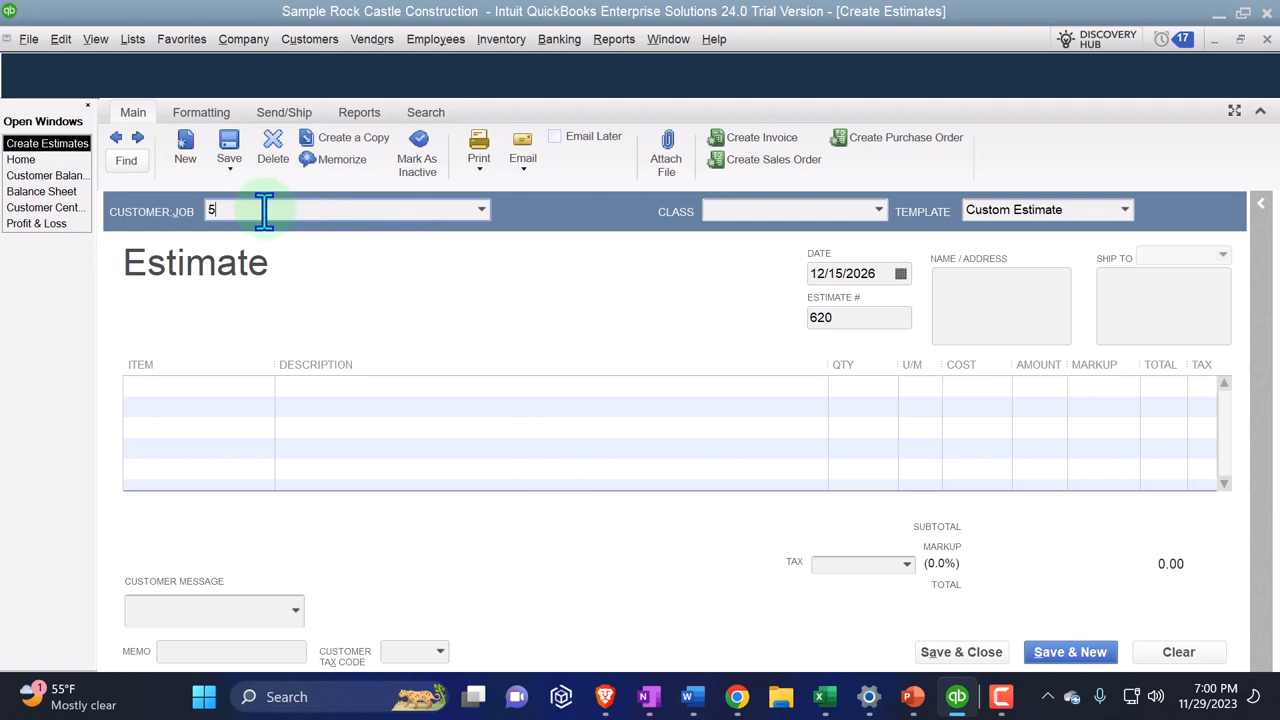 Sample Rock Castle Construction - Intuit QuickBooks Enterprise Solutions 24.0 Trial Version - [Create Estimates]
File Edit View Lists Favorites Company Customers Vendors Employees Inventory Banking Reports Window Help
DISCOVERY HUB 17
Main Formatting Send/Ship Reports Search
Open Windows
Create Estimates
Home
Customer Balan...
Balance Sheet
Customer Cent...
Profit & Loss
Find
New
Save
Delete
Create a Copy
Memorize
Mark As
Inactive
Print
Email
Email Later
Attach
File
Create Invoice
Create Sales Order
Create Purchase Order
CUSTOMER:JOB 5 CLASS TEMPLATE Custom Estimate
Estimate
DATE
12/15/2026
ESTIMATE #
620
NAME / ADDRESS
SHIP TO
ITEM DESCRIPTION QTY U/M COST AMOUNT MARKUP TOTAL TAX
SUBTOTAL
MARKUP
TAX (0.0%) 0.00
TOTAL
CUSTOMER MESSAGE
MEMO
CUSTOMER
TAX CODE
Save & Close Save & New Clear
1
55°F
Mostly clear
Search
7:00 PM
11/29/2023